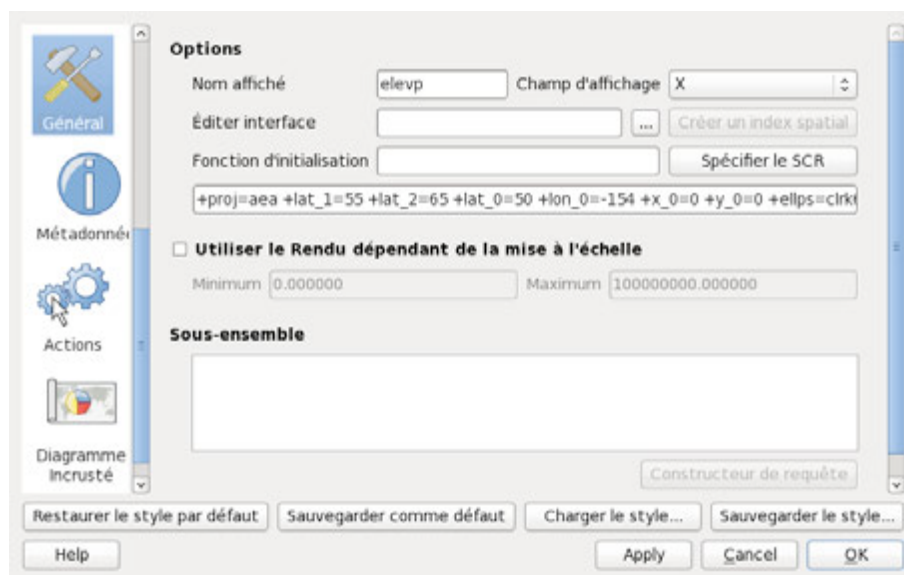 Général
Métadonné
Actions
Diagramme
Incrusté
Options
Nom affiché elevp Champ d'affichage X
Éditer interface ... Créer un index spatial
Fonction d'initialisation Spécifier le SCR
+proj=aea +lat_1=55 +lat_2=65 +lat_0=50 +lon_0=-154 +x_0=0 +y_0=0
Utiliser le Rendu dépendant de la mise à l'échelle
Minimum 0.000000 Maximum 100000000.000000
Sous-ensemble
Constructeur de requête
Restaurer le style par défaut Sauvegarder comme défaut Charger le style... Sauvegarder le style...
Help Apply Cancel OK